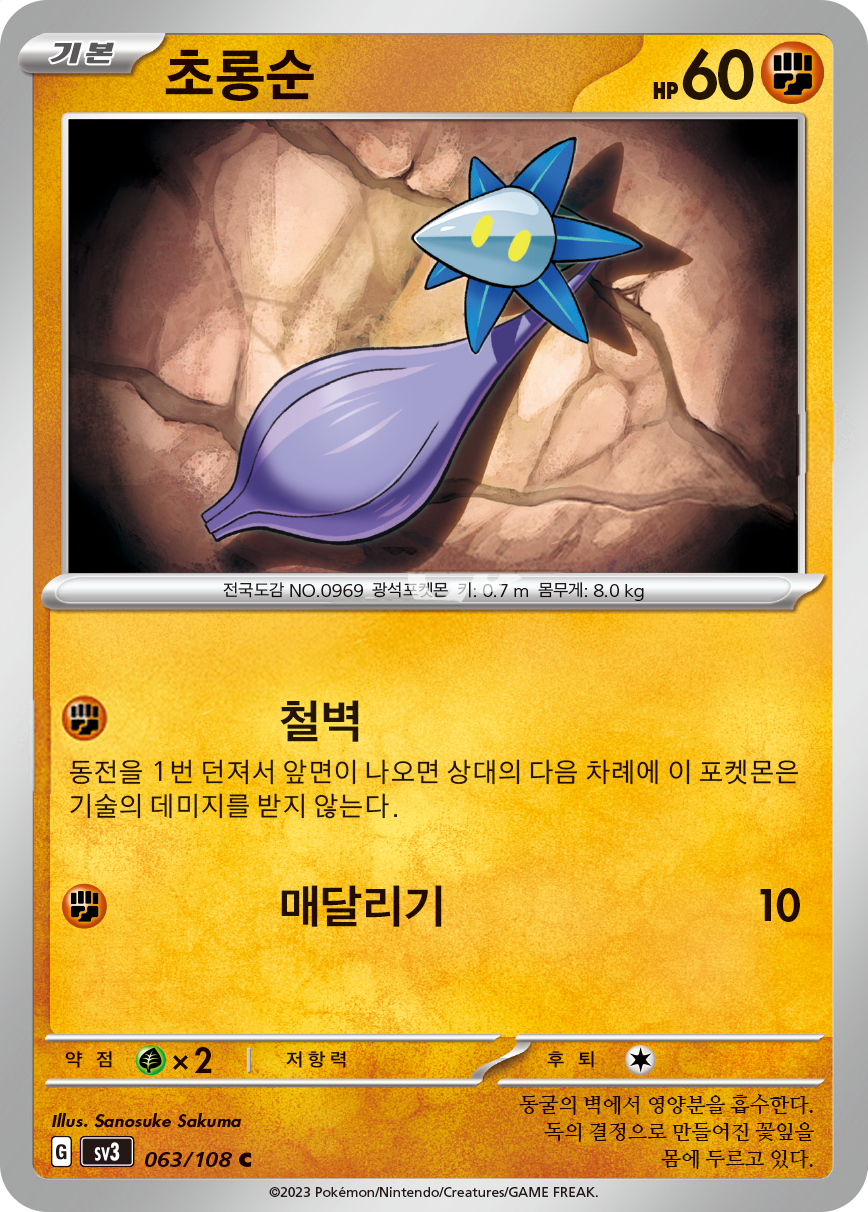 기본
초롱순
HP 60
전국도감 NO.0969 광석포켓몬 키: 0.7 m 몸무게: 8.0 kg
철벽
동전을 1번 던져서 앞면이 나오면 상대의 다음 차례에 이 포켓몬은
기술의 데미지를 받지 않는다.
매달리기 10
약점 ×2 저항력 후퇴
동굴의 벽에서 영양분을 흡수한다.
독의 결정으로 만들어진 꽃잎을
몸에 두르고 있다.
Illus. Sanosuke Sakuma
G sv3 063/108 C
©2023 Pokémon/Nintendo/Creatures/GAME FREAK.